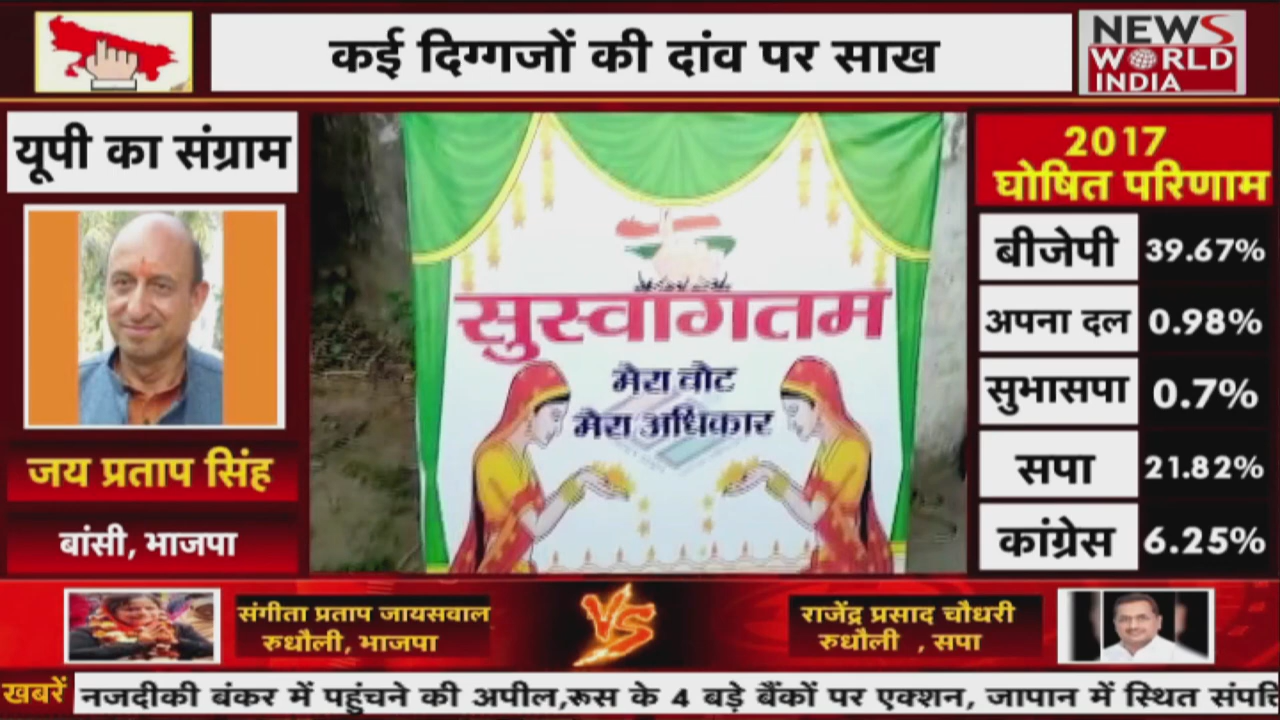 कई दिग्गजों की दांव पर साख
NEWS
WORLD
INDIA
यूपी का संग्राम
जय प्रताप सिंह
बांसी, भाजपा
सुस्वागतम
मेरा वोट
मेरा अधिकार
2017
घोषित परिणाम
बीजेपी 39.67%
अपना दल 0.98%
सुभासपा 0.7%
सपा 21.82%
कांग्रेस 6.25%
संगीता प्रताप जायसवाल
रुधौली, भाजपा
VS
राजेंद्र प्रसाद चौधरी
रुधौली , सपा
खबरें नजदीकी बंकर में पहुंचने की अपील,रूस के 4 बड़े बैंकों पर एक्शन, जापान में स्थित